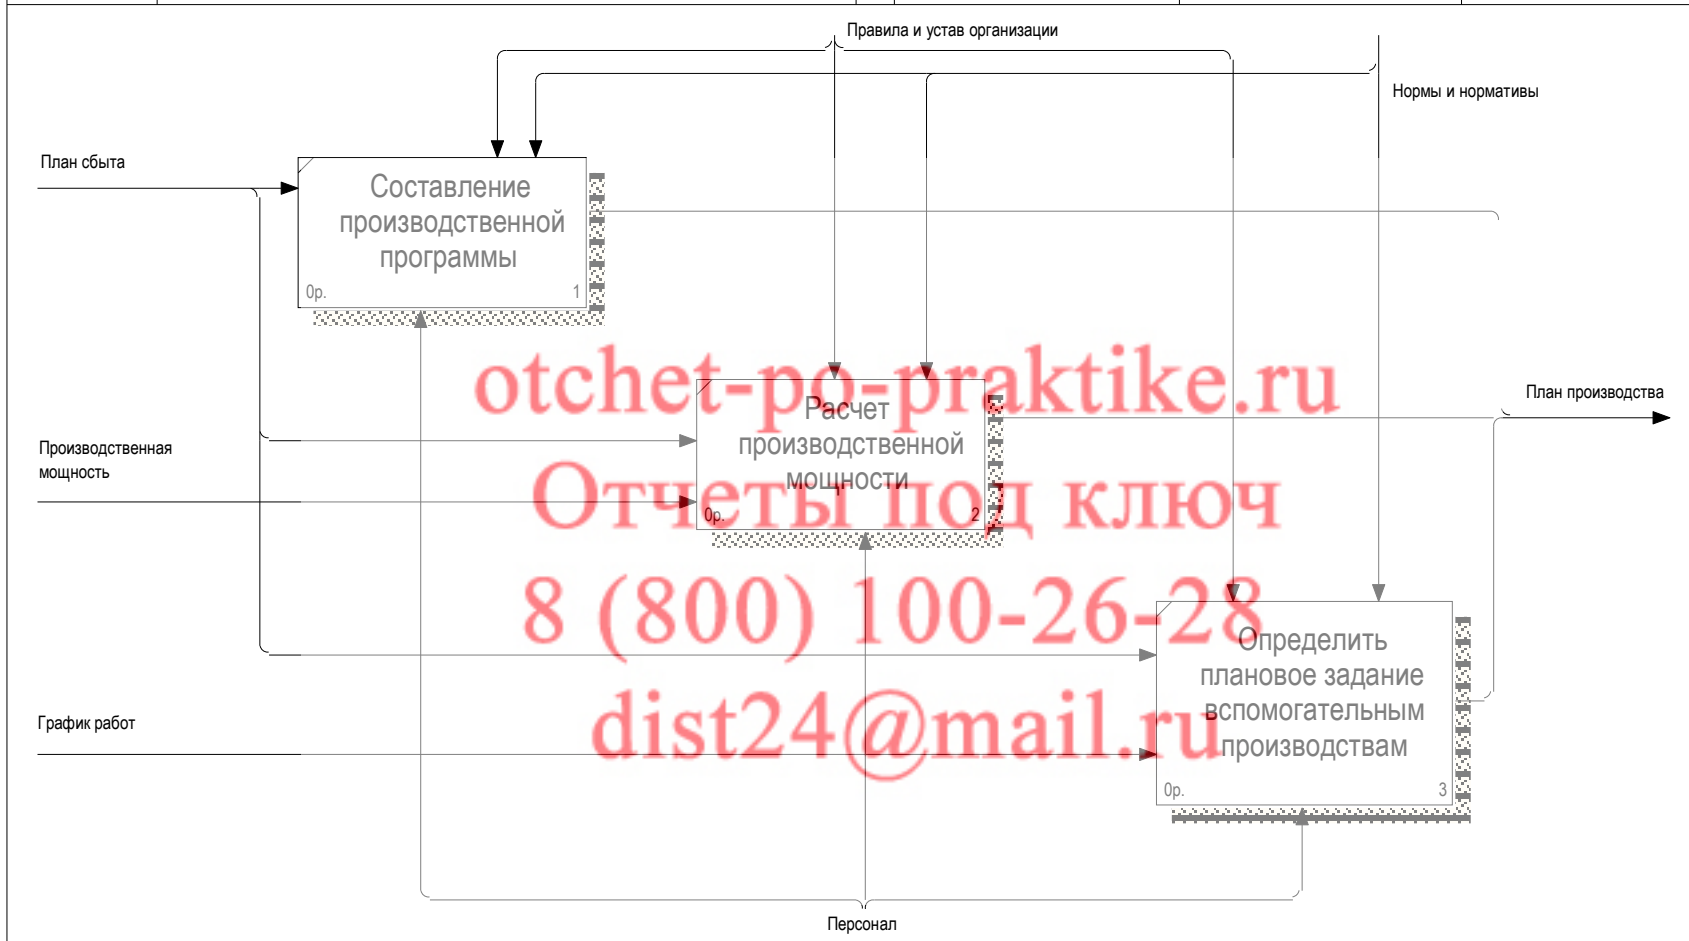 Правила и устав организации
Нормы и нормативы
План сбыта
Составление
производственной
программы
0р.
1
otchet-po-praktike.ru
План производства
Расчет
производственной
мощности
0р.
2
Производственная
мощность
Отчеты под ключ
8 (800) 100-26-28
Определить
плановое задание
вспомогательным
производствам
0р.
3
График работ
dist24@mail.ru
Персонал